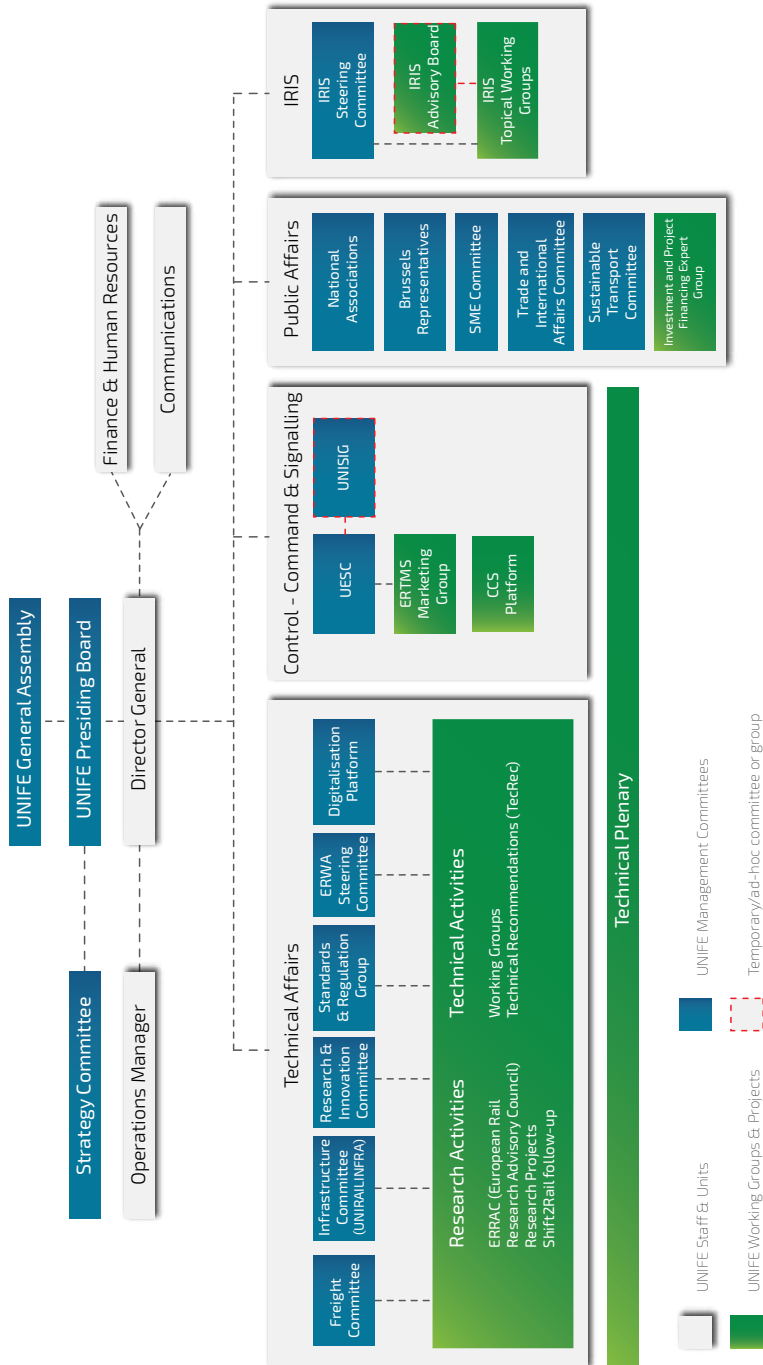 UNIFE General Assembly
Strategy Committee
UNIFE Presiding Board
Operations Manager
Director General
Finance & Human Resources
Communications
Technical Affairs
Freight
Committee
Infrastructure
Committee
(UNIRAILINFRA)
Research &
Innovation
Committee
Standards
& Regulation
Group
ERWA
Steering
Committee
Digitalisation
Platform
Research Activities
ERRAC (European Rail
Research Advisory Council)
Research Projects
Shift2Rail follow-up
Technical Activities
Working Groups
Technical Recommendations (TecRec)
Control - Command & Signalling
UESC
UNISIG
ERTMS
Marketing
Group
CCS
Platform
Technical Plenary
Public Affairs
National
Associations
Brussels
Representatives
SME Committee
Trade and
International
Affairs Committee
Sustainable
Transport
Committee
Investment and Project
Financing Expert
Group
IRIS
IRIS
Steering
Committee
IRIS
Advisory Board
IRIS
Topical Working
Groups
UNIFE Staff & Units
UNIFE Management Committees
UNIFE Working Groups & Projects
Temporary/ad-hoc committee or group